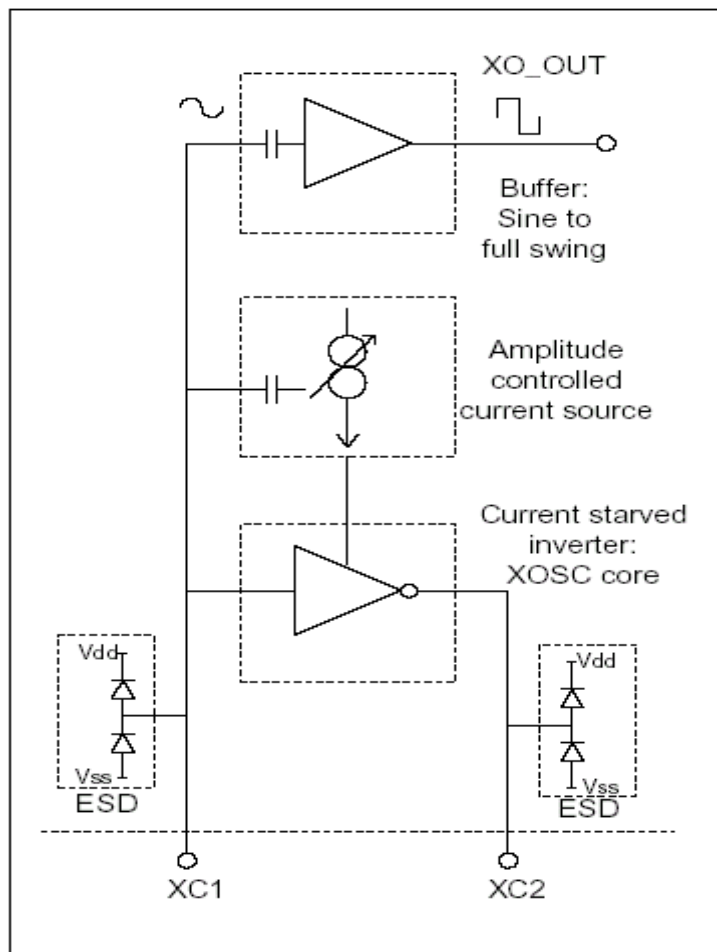 XO_OUT
Buffer:
Sine to
full swing
Amplitude
controlled
current source
Current starved
inverter:
XOSC core
Vdd
Vss
ESD
Vdd
Vss
ESD
XC1
XC2